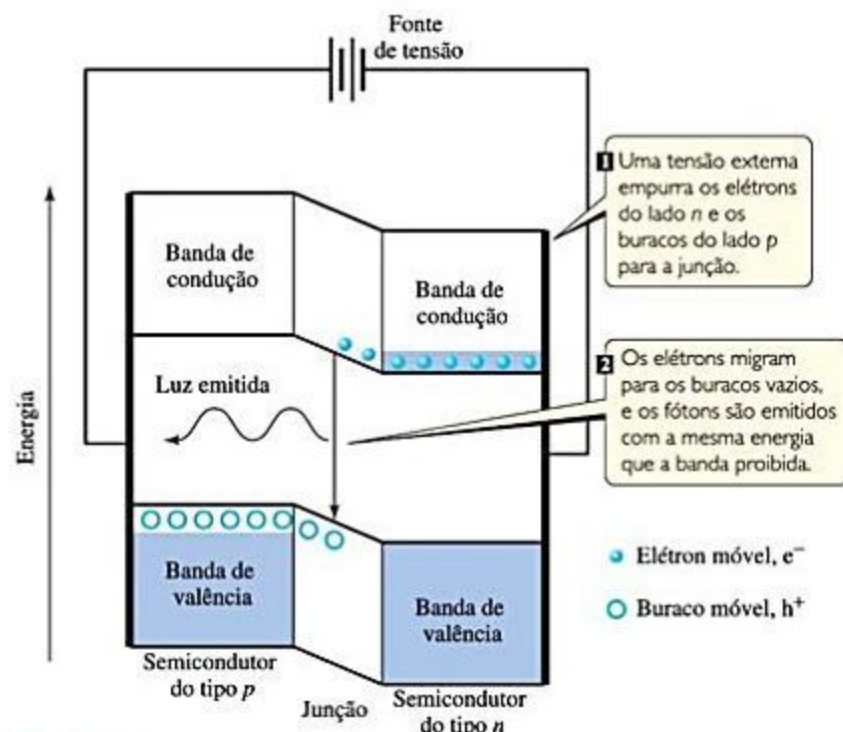 Fonte
de tensão
1 Uma tensão externa
empurra os elétrons
do lado n e os
buracos do lado p
para a junção.
Energia
Banda de
condução
Banda de
condução
Luz emitida
2 Os elétrons migram
para os buracos vazios,
e os fótons são emitidos
com a mesma energia
que a banda proibida.
Banda de
valência
Banda de
valência
Elétron móvel, e⁻
Buraco móvel, h⁺
Semicondutor
do tipo p
Junção
Semicondutor
do tipo n